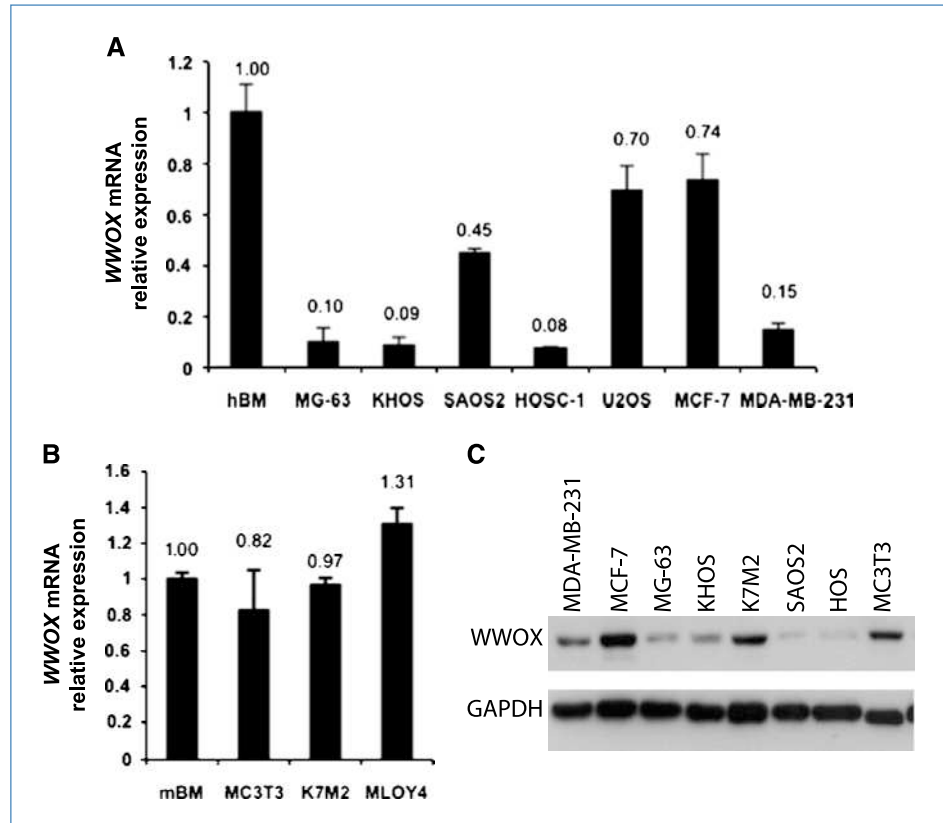 A
WWOX mRNA
relative expression
1.2
1
0.8
0.6
0.4
0.2
0
1.00
0.10
0.09
0.45
0.08
0.70
0.74
0.15
hBM MG-63 KHOS SAOS2 HOSC-1 U2OS MCF-7 MDA-MB-231
B
WWOX mRNA
relative expression
1.6
1.4
1.2
1
0.8
0.6
0.4
0.2
0
1.00
0.82
0.97
1.31
mBM MC3T3 K7M2 MLOY4
C
MDA-MB-231
MCF-7
MG-63
KHOS
K7M2
SAOS2
HOS
MC3T3
WWOX
GAPDH